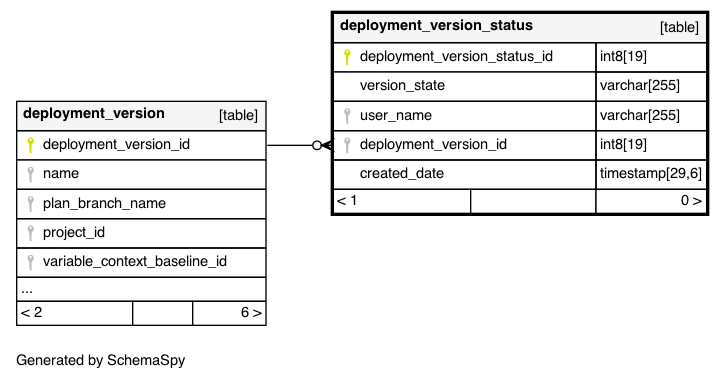 deployment_version_status [table]
deployment_version_status_id int8[19]
version_state varchar[255]
user_name varchar[255]
deployment_version_id int8[19]
created_date timestamp[29,6]
< 1 0 >
deployment_version [table]
deployment_version_id
name
plan_branch_name
project_id
variable_context_baseline_id
...
< 2 6 >
Generated by SchemaSpy